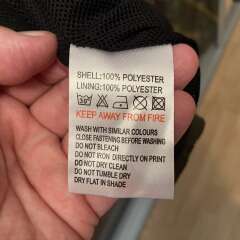 SHELL:100% POLYESTER
LINING:100% POLYESTER
30
KEEP AWAY FROM FIRE
WASH WITH SIMILAR COLOURS
CLOSE FASTENING BEFORE WASHING
DO NOT BLEACH
DO NOT IRON DIRECTLY ON PRINT
DO NOT DRY CLEAN
DO NOT TUMBLE DRY
DRY FLAT IN SHADE